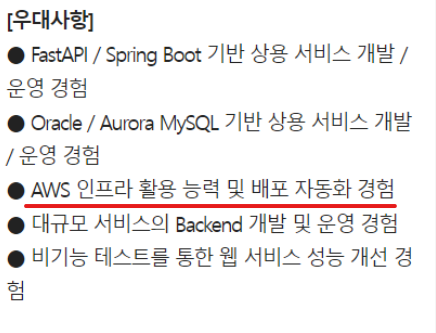 [우대사항]
● FastAPI / Spring Boot 기반 상용 서비스 개발 /
운영 경험
● Oracle / Aurora MySQL 기반 상용 서비스 개발
/ 운영 경험
● AWS 인프라 활용 능력 및 배포 자동화 경험
● 대규모 서비스의 Backend 개발 및 운영 경험
● 비기능 테스트를 통한 웹 서비스 성능 개선 경
험